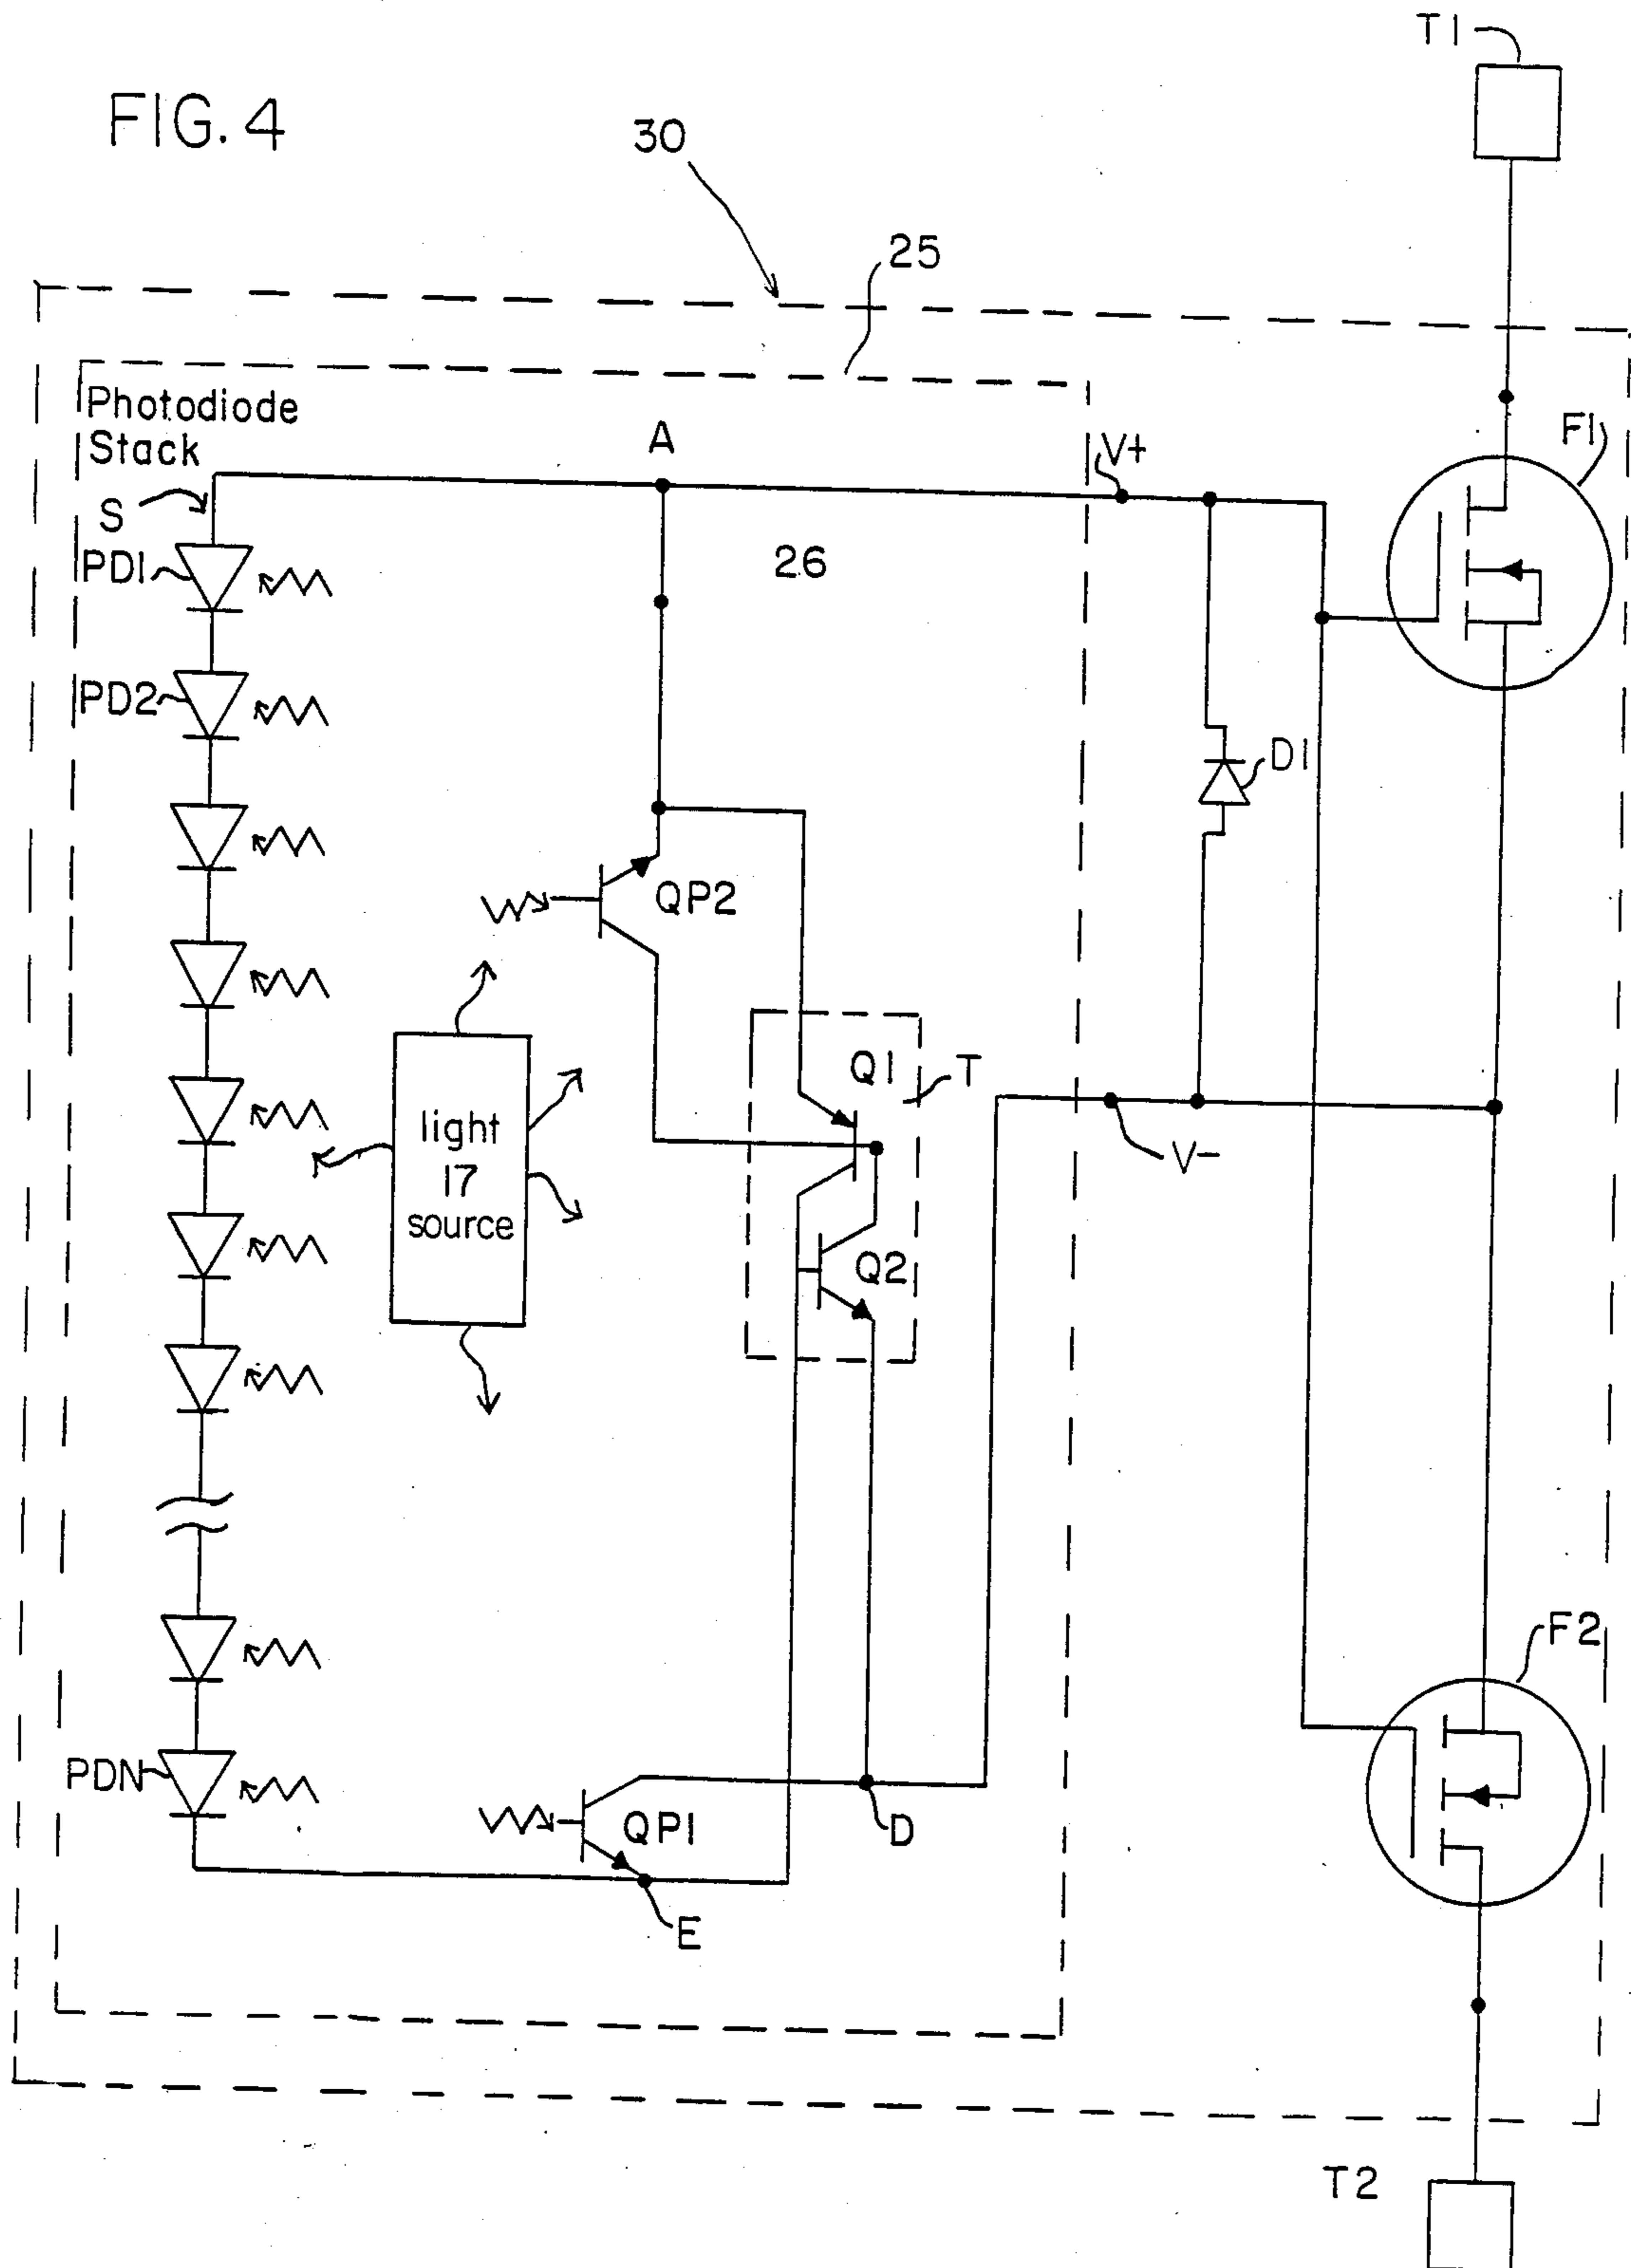 T1
FIG. 4
30
25
Photodiode
Stack
A
V+
F1
S
PD1
26
PD2
D1
QP2
Q1
T
light
17
source
V-
Q2
F2
PDN
QP1
D
E
T2